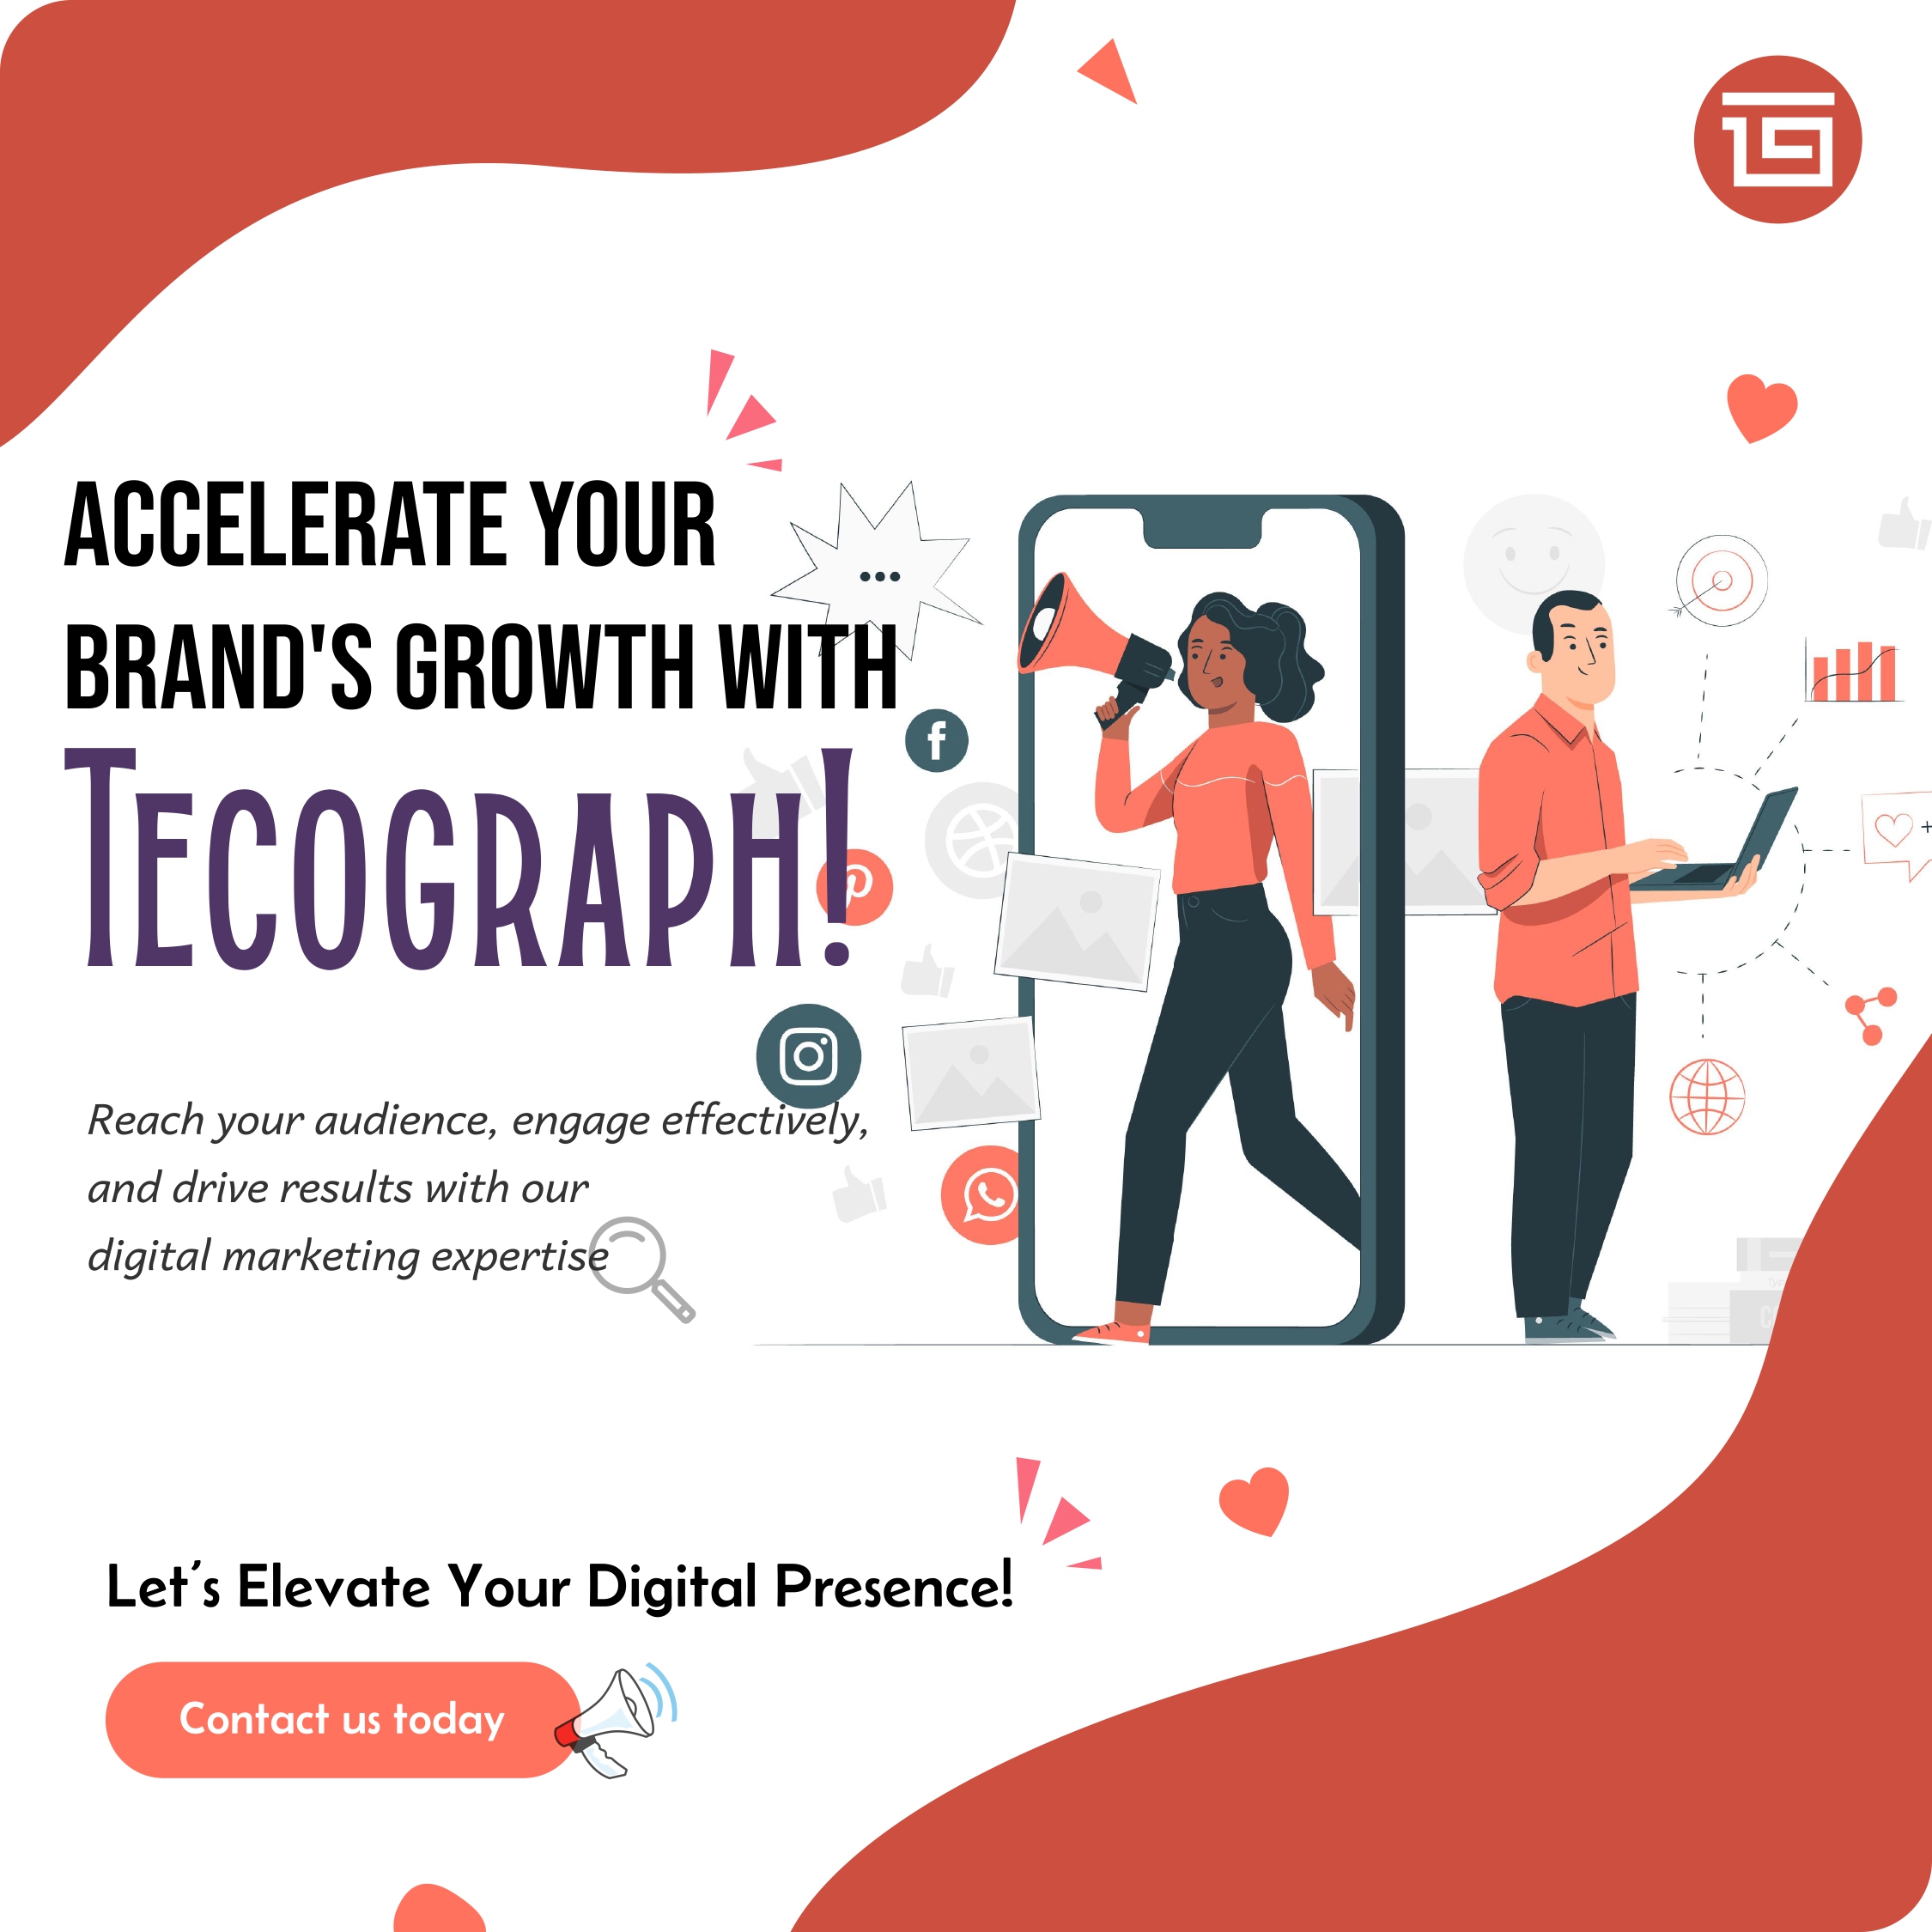 ACCELERATE YOUR
BRAND'S GROWTH WITH
TECOGRAPH!
Reach your audience, engage effectively,
and drive results with our
digital marketing expertise
Let's Elevate Your Digital Presence!
Contact us today